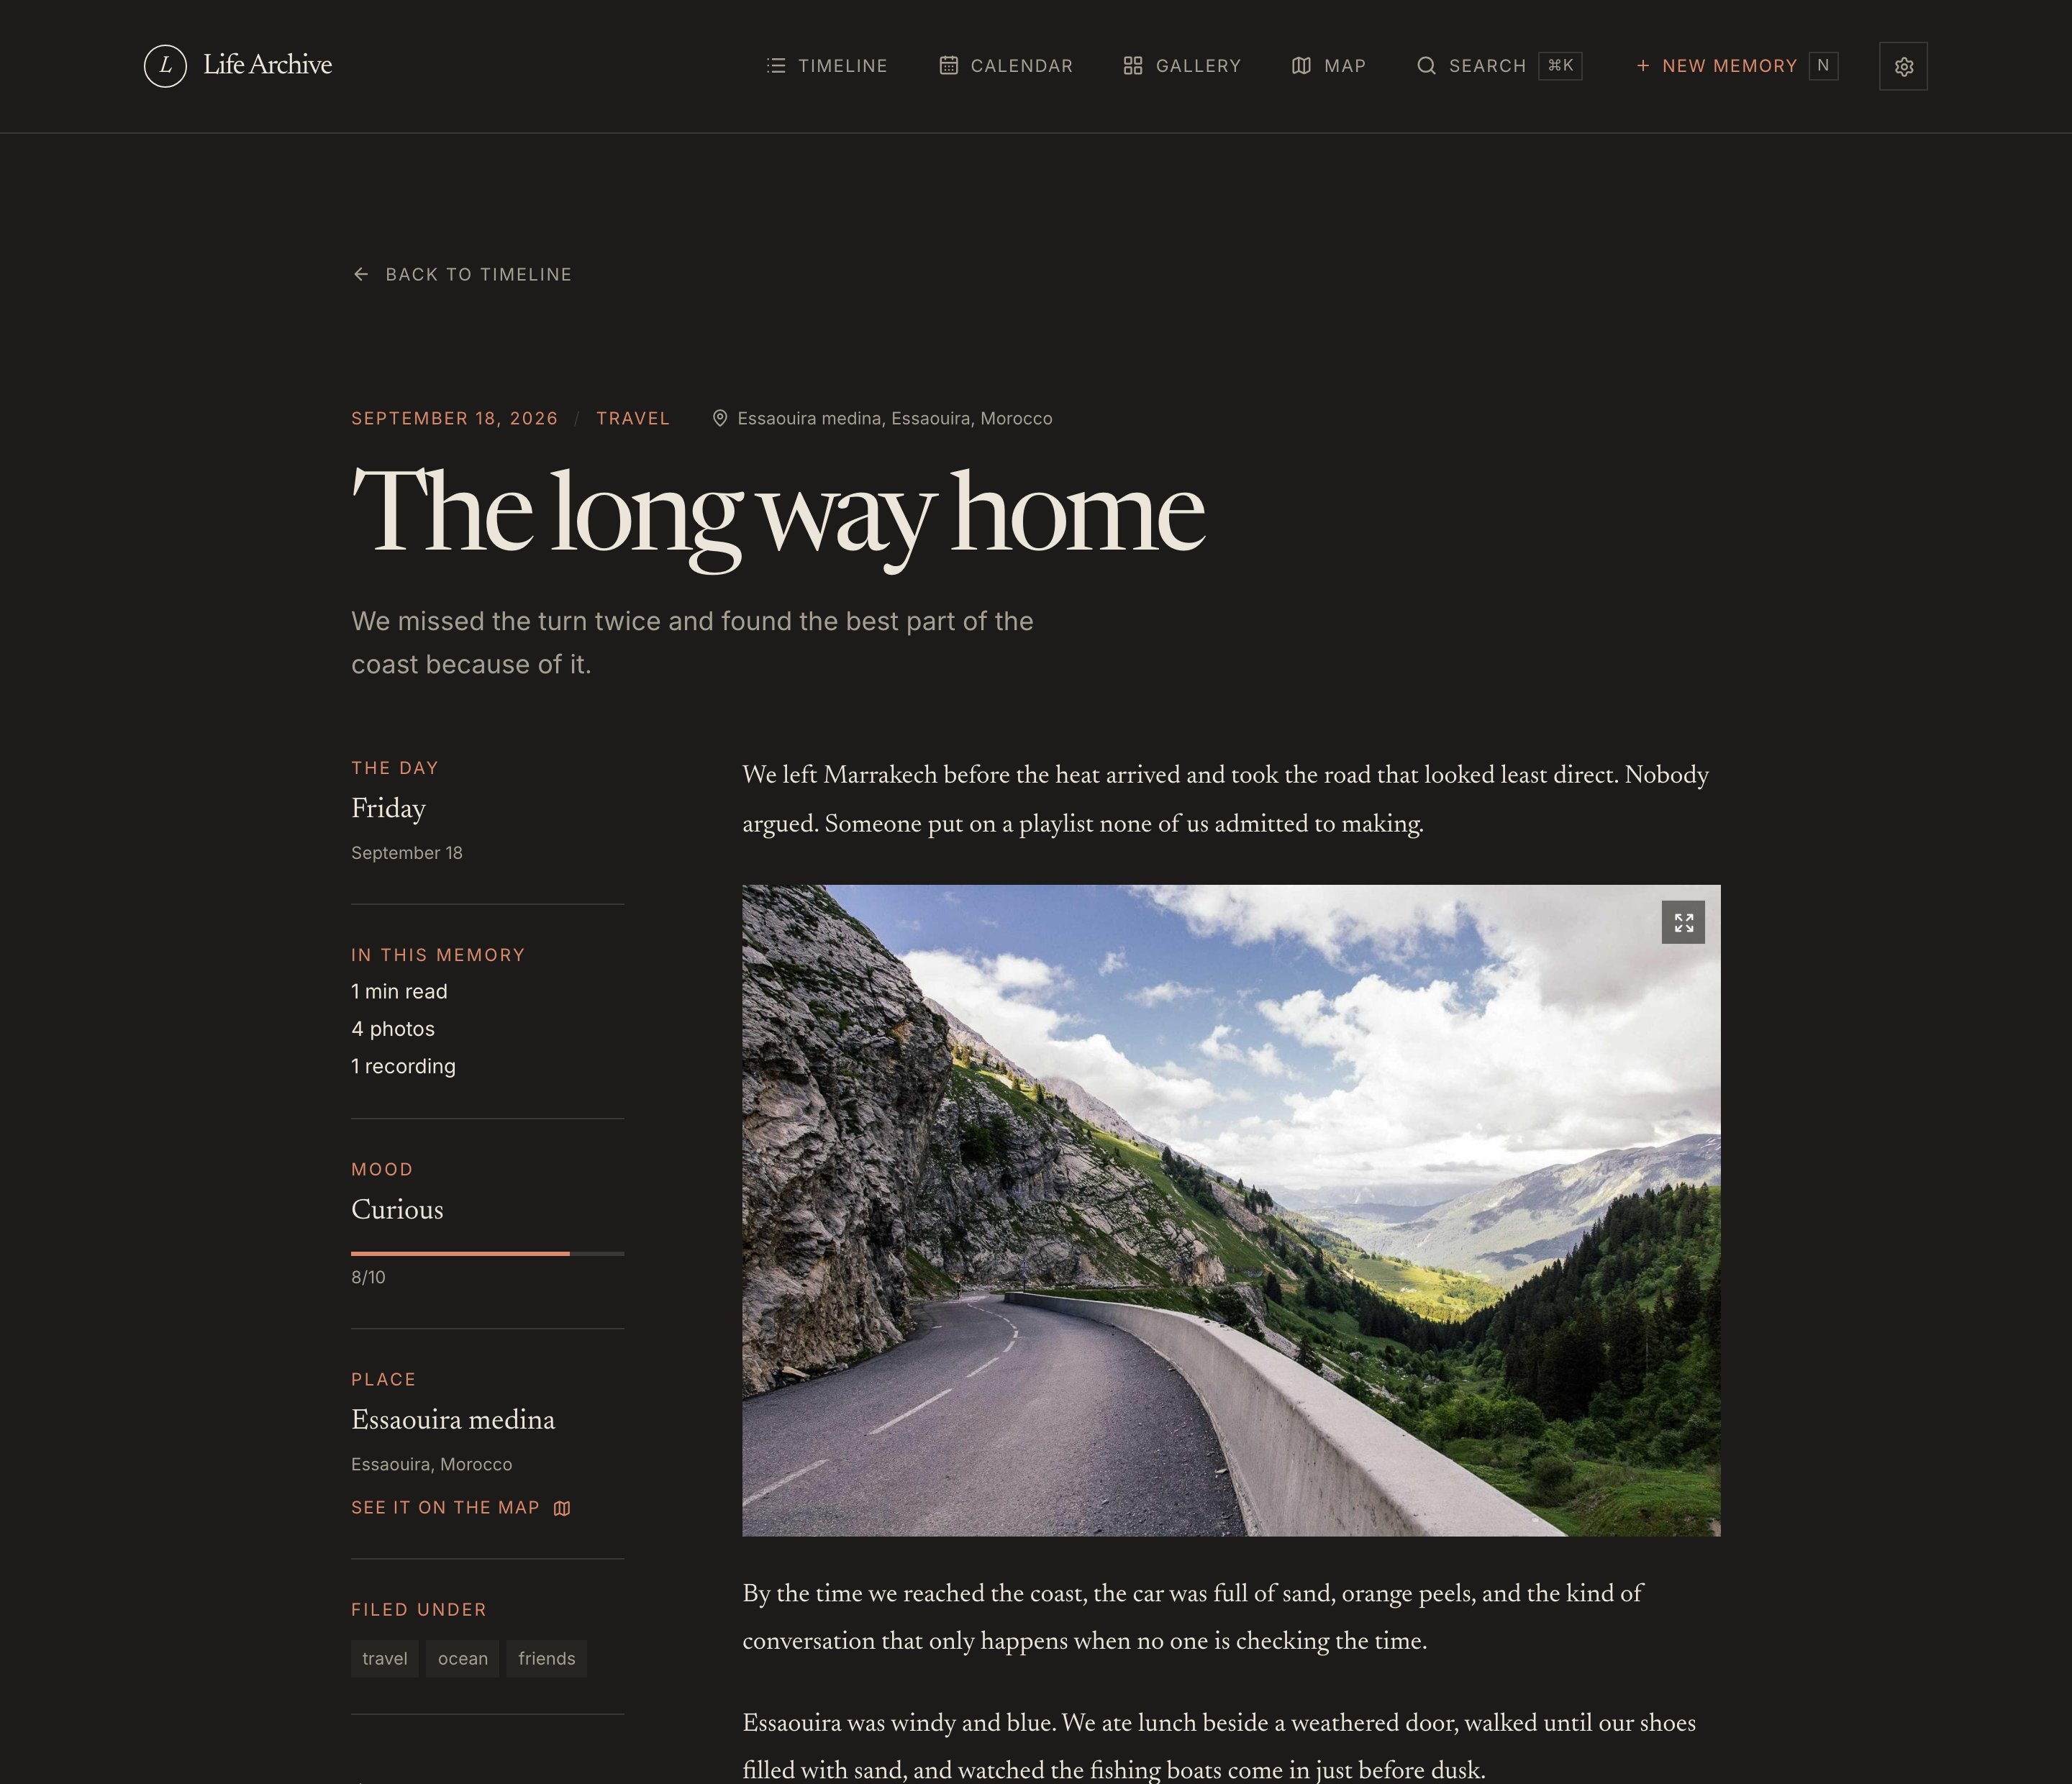 L Life Archive
TIMELINE CALENDAR GALLERY MAP SEARCH ⌘K + NEW MEMORY N
BACK TO TIMELINE
SEPTEMBER 18, 2026 / TRAVEL Essaouira medina, Essaouira, Morocco
The long way home
We missed the turn twice and found the best part of the
coast because of it.
THE DAY
Friday
September 18
IN THIS MEMORY
1 min read
4 photos
1 recording
MOOD
Curious
8/10
PLACE
Essaouira medina
Essaouira, Morocco
SEE IT ON THE MAP
FILED UNDER
travel ocean friends
We left Marrakech before the heat arrived and took the road that looked least direct. Nobody
argued. Someone put on a playlist none of us admitted to making.
By the time we reached the coast, the car was full of sand, orange peels, and the kind of
conversation that only happens when no one is checking the time.
Essaouira was windy and blue. We ate lunch beside a weathered door, walked until our shoes
filled with sand, and watched the fishing boats come in just before dusk.